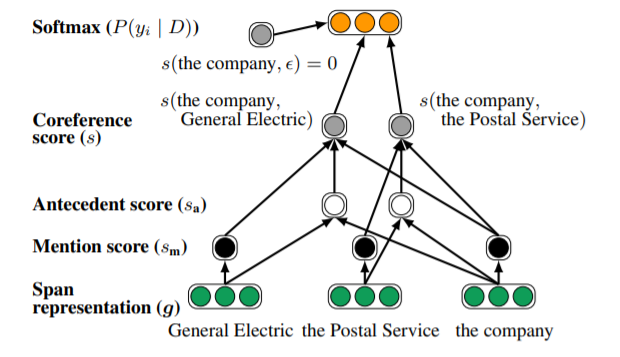 Softmax (P(yᵢ | D))
s(the company, ϵ) = 0
s(the company,
General Electric)
s(the company,
the Postal Service)
Coreference
score (s)
Antecedent score (sₐ)
Mention score (sₘ)
Span
representation (g)
General Electric the Postal Service the company